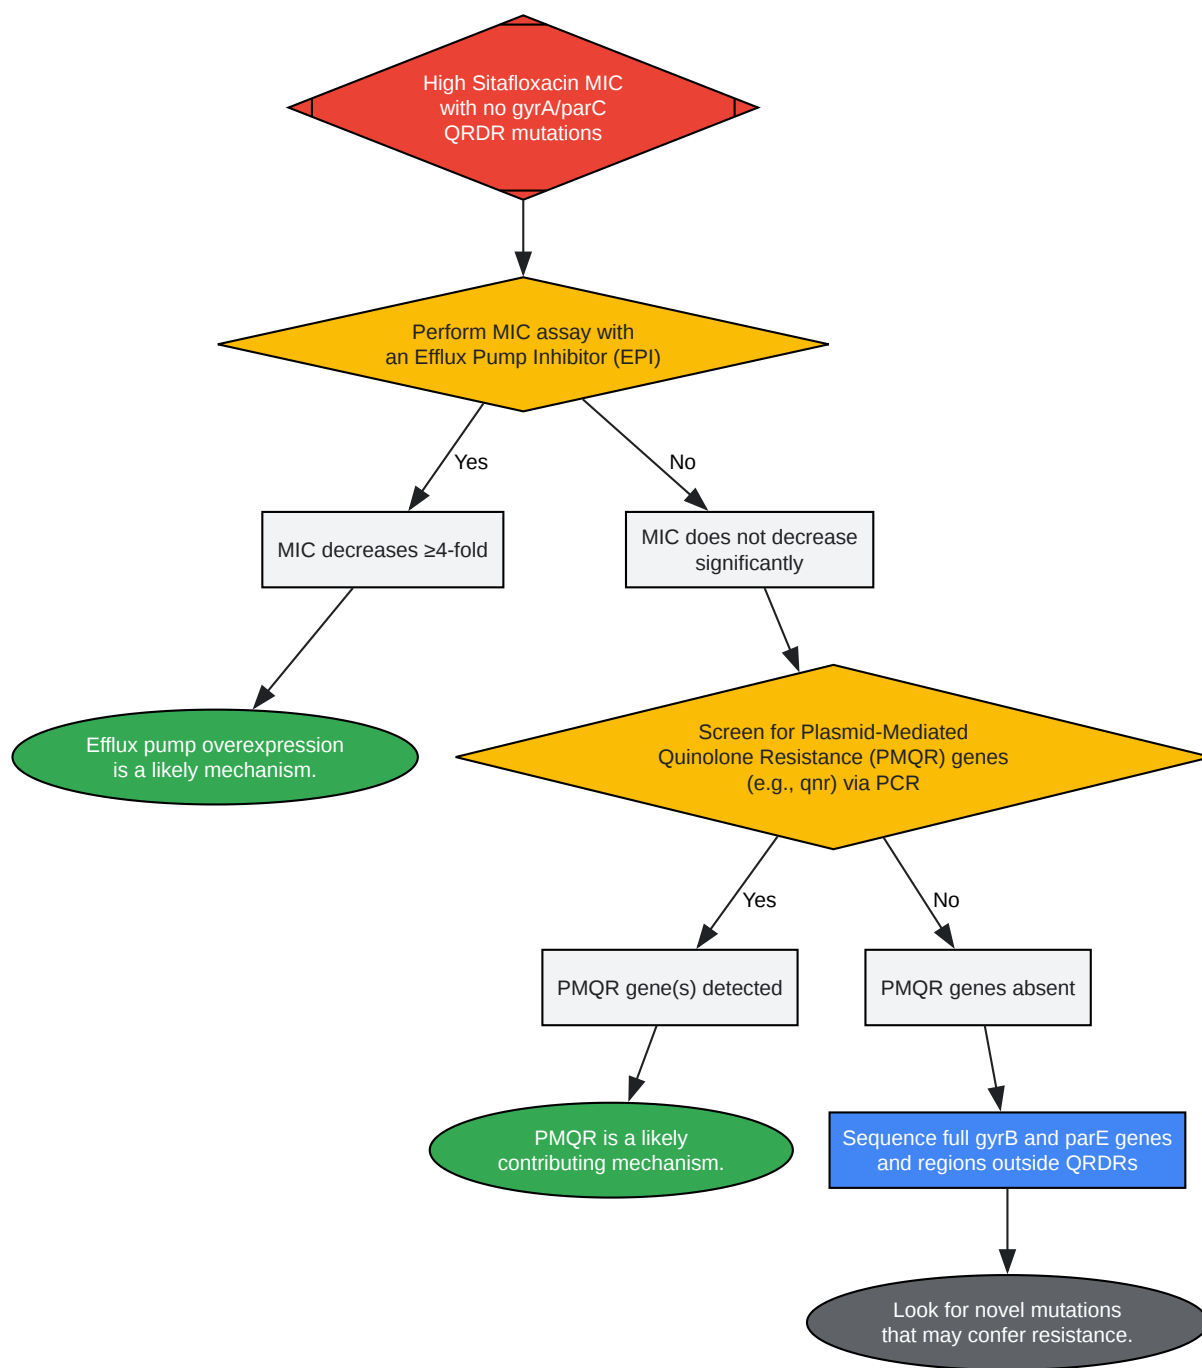 High Sitafloxacin MIC
with no gyrA/parC
QRDR mutations
Perform MIC assay with
an Efflux Pump Inhibitor (EPI)
Yes
No
MIC decreases ≥4-fold
MIC does not decrease
significantly
Efflux pump overexpression
is a likely mechanism.
Screen for Plasmid-Mediated
Quinolone Resistance (PMQR) genes
(e.g., qnr) via PCR
Yes
No
PMQR gene(s) detected
PMQR genes absent
PMQR is a likely
contributing mechanism.
Sequence full gyrB and parE genes
and regions outside QRDRs
Look for novel mutations
that may confer resistance.